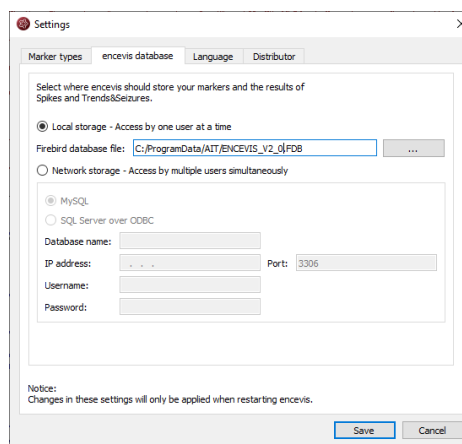 Settings
Marker types encevis database Language Distributor
Select where encevis should store your markers and the results of
Spikes and Trends&Seizures.
Local storage - Access by one user at a time
Firebird database file: C:/ProgramData/AIT/ENCEVIS_V2_0.FDB ...
Network storage - Access by multiple users simultaneously
MySQL
SQL Server over ODBC
Database name:
IP address: . . . Port: 3306
Username:
Password:
Notice:
Changes in these settings will only be applied when restarting encevis.
Save Cancel